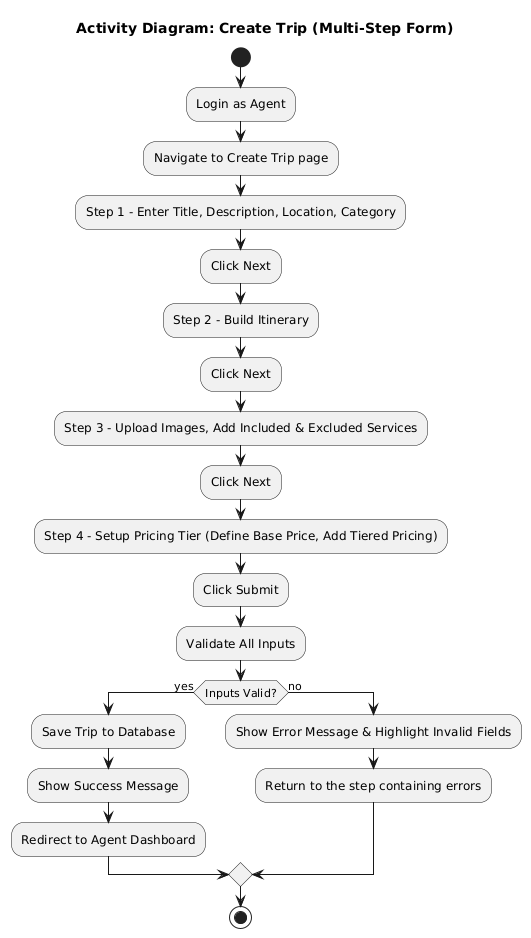 Activity Diagram: Create Trip (Multi-Step Form)
Login as Agent
Navigate to Create Trip page
Step 1 - Enter Title, Description, Location, Category
Click Next
Step 2 - Build Itinerary
Click Next
Step 3 - Upload Images, Add Included & Excluded Services
Click Next
Step 4 - Setup Pricing Tier (Define Base Price, Add Tiered Pricing)
Click Submit
Validate All Inputs
yes
Inputs Valid?
no
Save Trip to Database
Show Error Message & Highlight Invalid Fields
Show Success Message
Return to the step containing errors
Redirect to Agent Dashboard